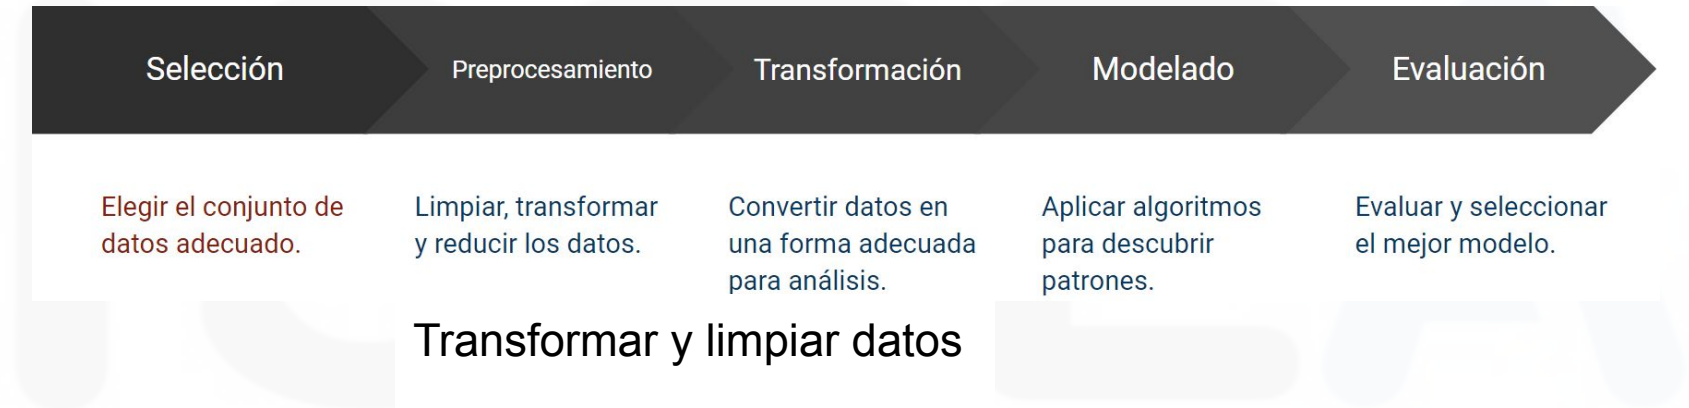 Selección
Preprocesamiento
Transformación
Modelado
Evaluación
Elegir el conjunto de
datos adecuado.
Limpiar, transformar
y reducir los datos.
Convertir datos en
una forma adecuada
para análisis.
Aplicar algoritmos
para descubrir
patrones.
Evaluar y seleccionar
el mejor modelo.
Transformar y limpiar datos